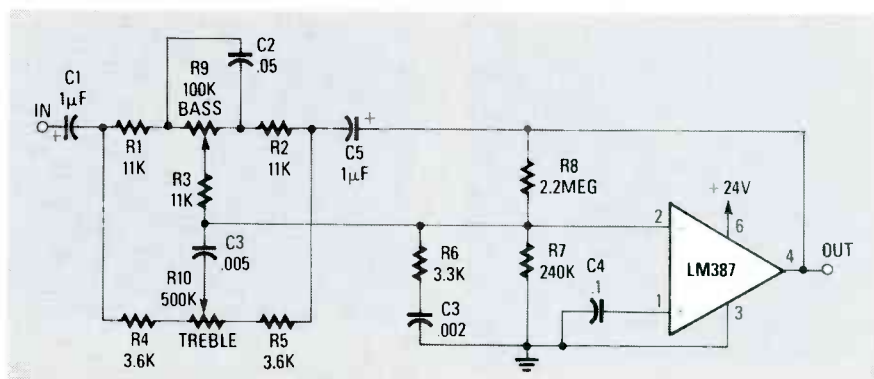 C2
.05
R9
100K
BASS
C1
1µF
IN
+
R1
11K
R2
11K
+
C5
1µF
R8
2.2MEG
R3
11K
+ 24V
2
6
C3
.005
R6
3.3K
R7
240K
C4
.1
LM387
4
OUT
R10
500K
1
3
C3
.002
R4
3.6K
TREBLE
R5
3.6K